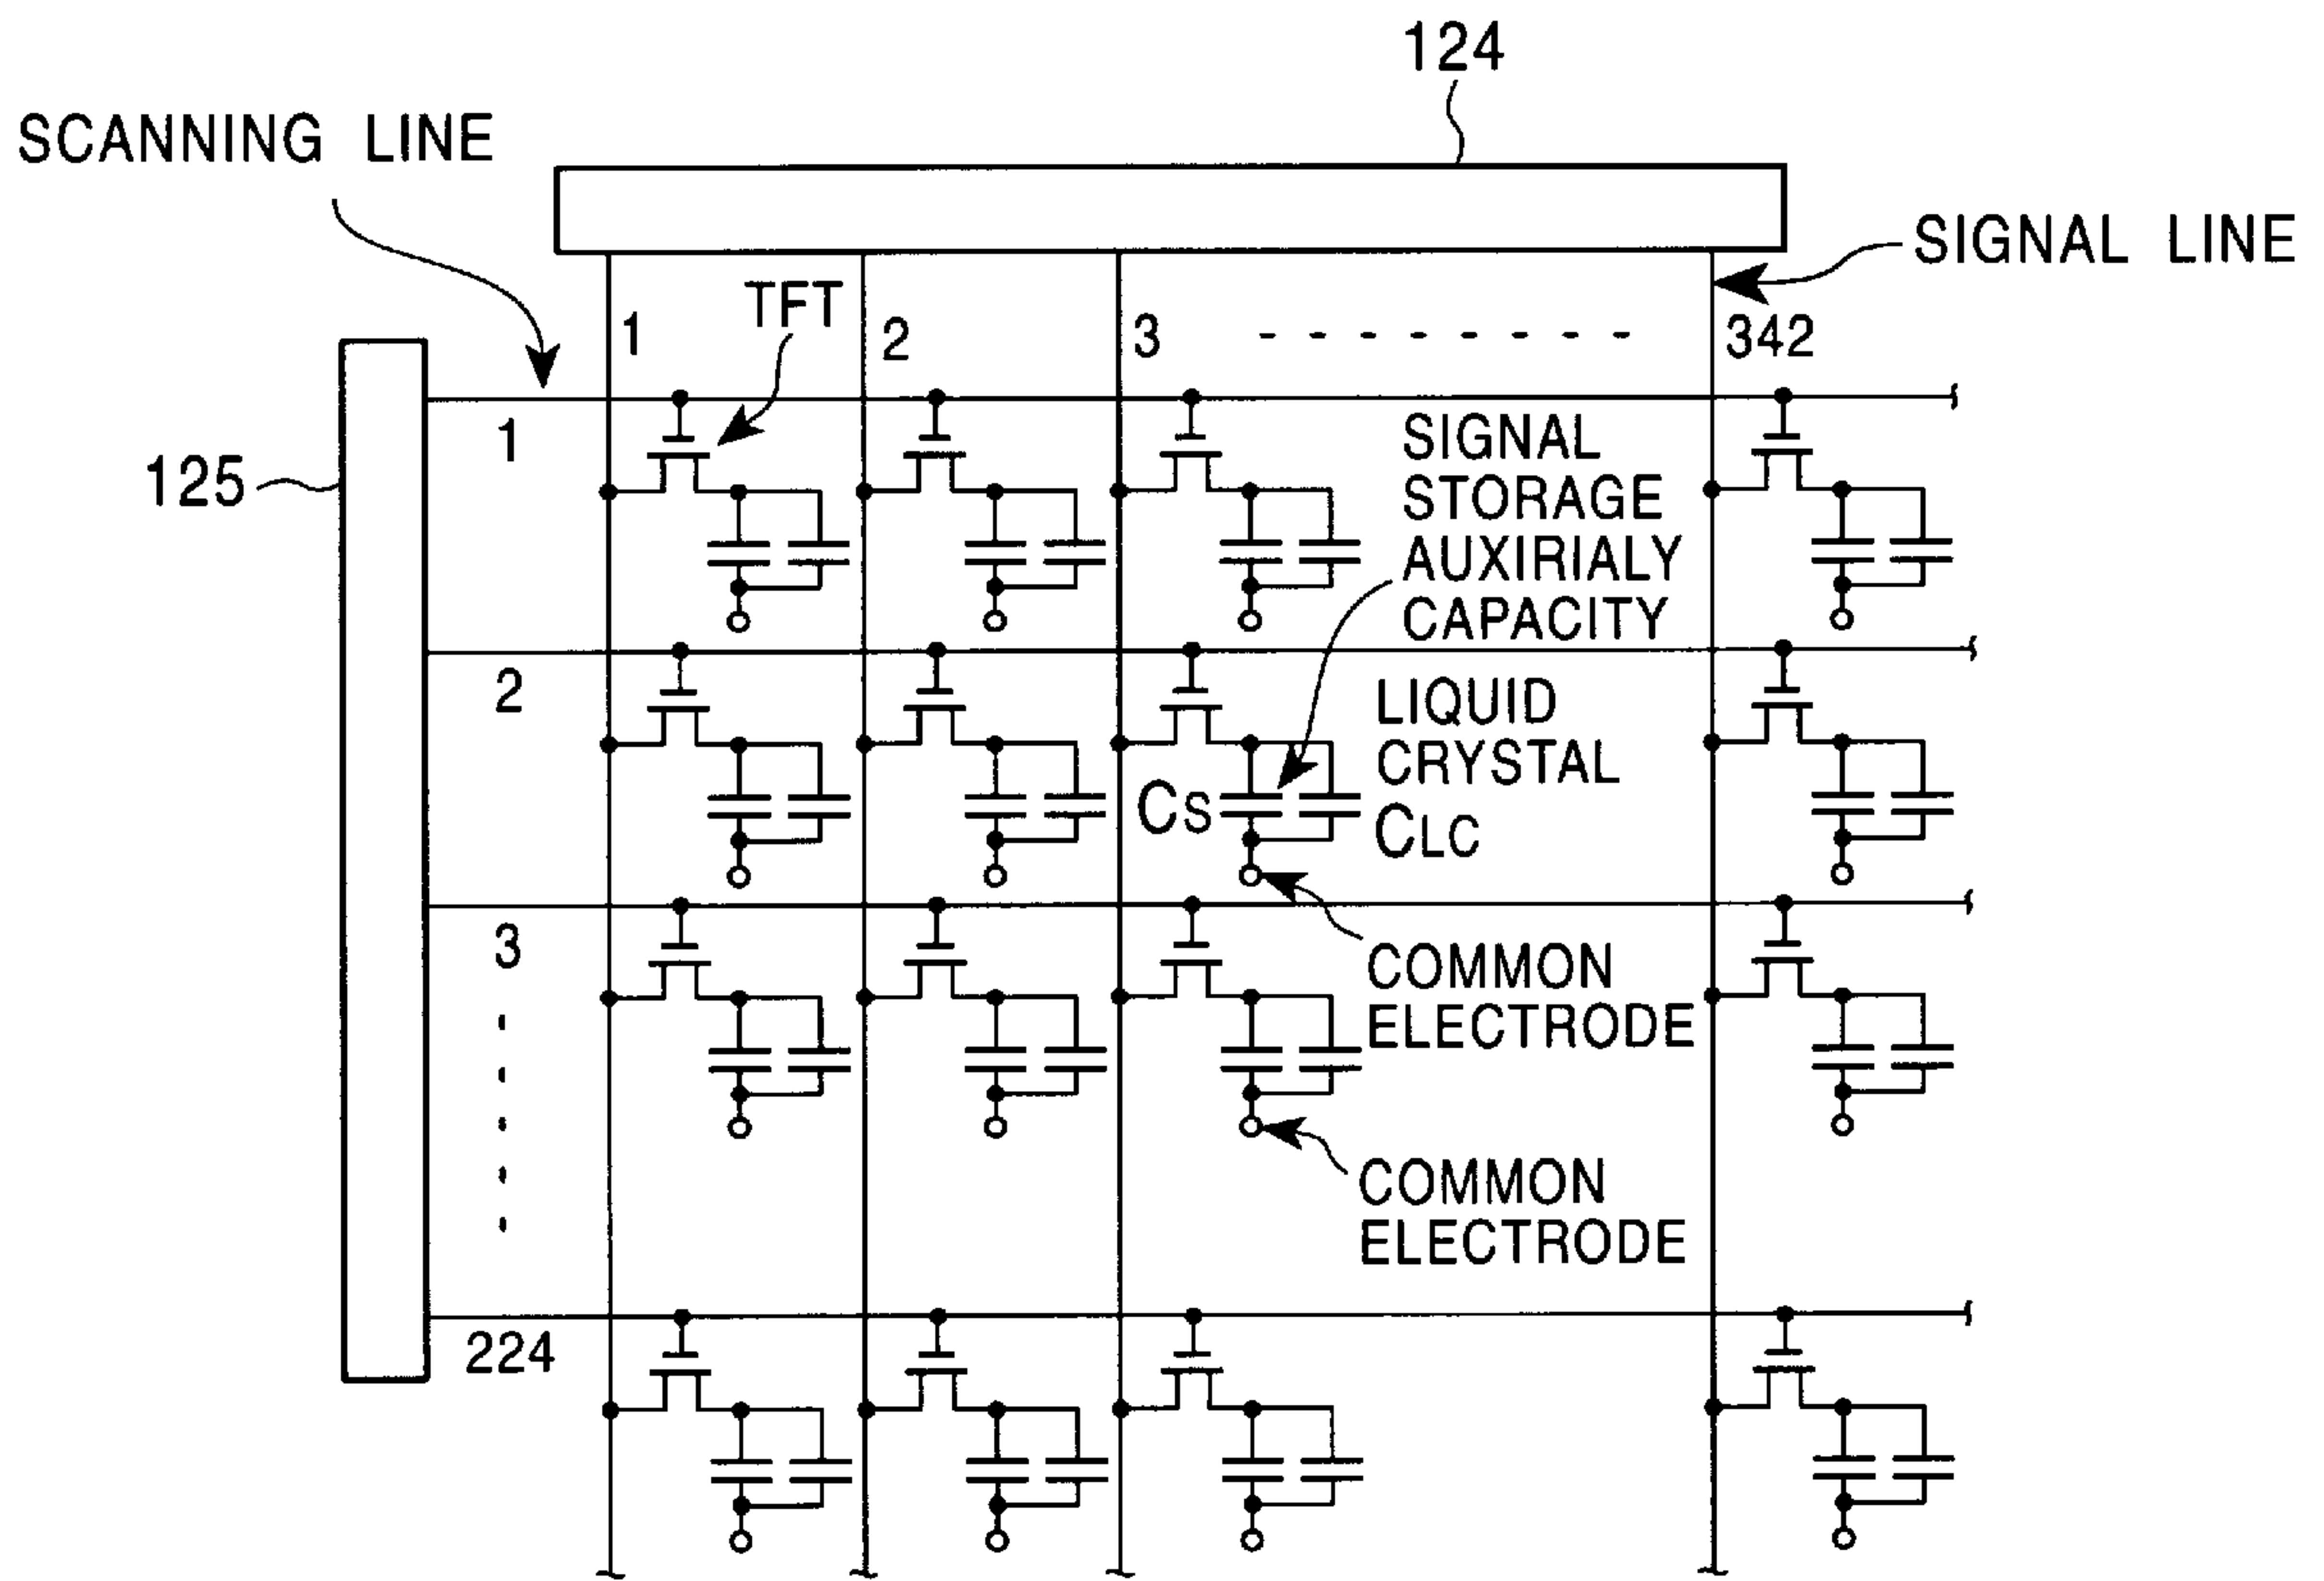 124
SCANNING LINE
SIGNAL LINE
TFT
1
2
3 - - - - - - - - 342
1
SIGNAL
STORAGE
AUXIRIALY
CAPACITY
125
2
LIQUID
CRYSTAL
CS
CLC
3
COMMON
ELECTRODE
COMMON
ELECTRODE
224